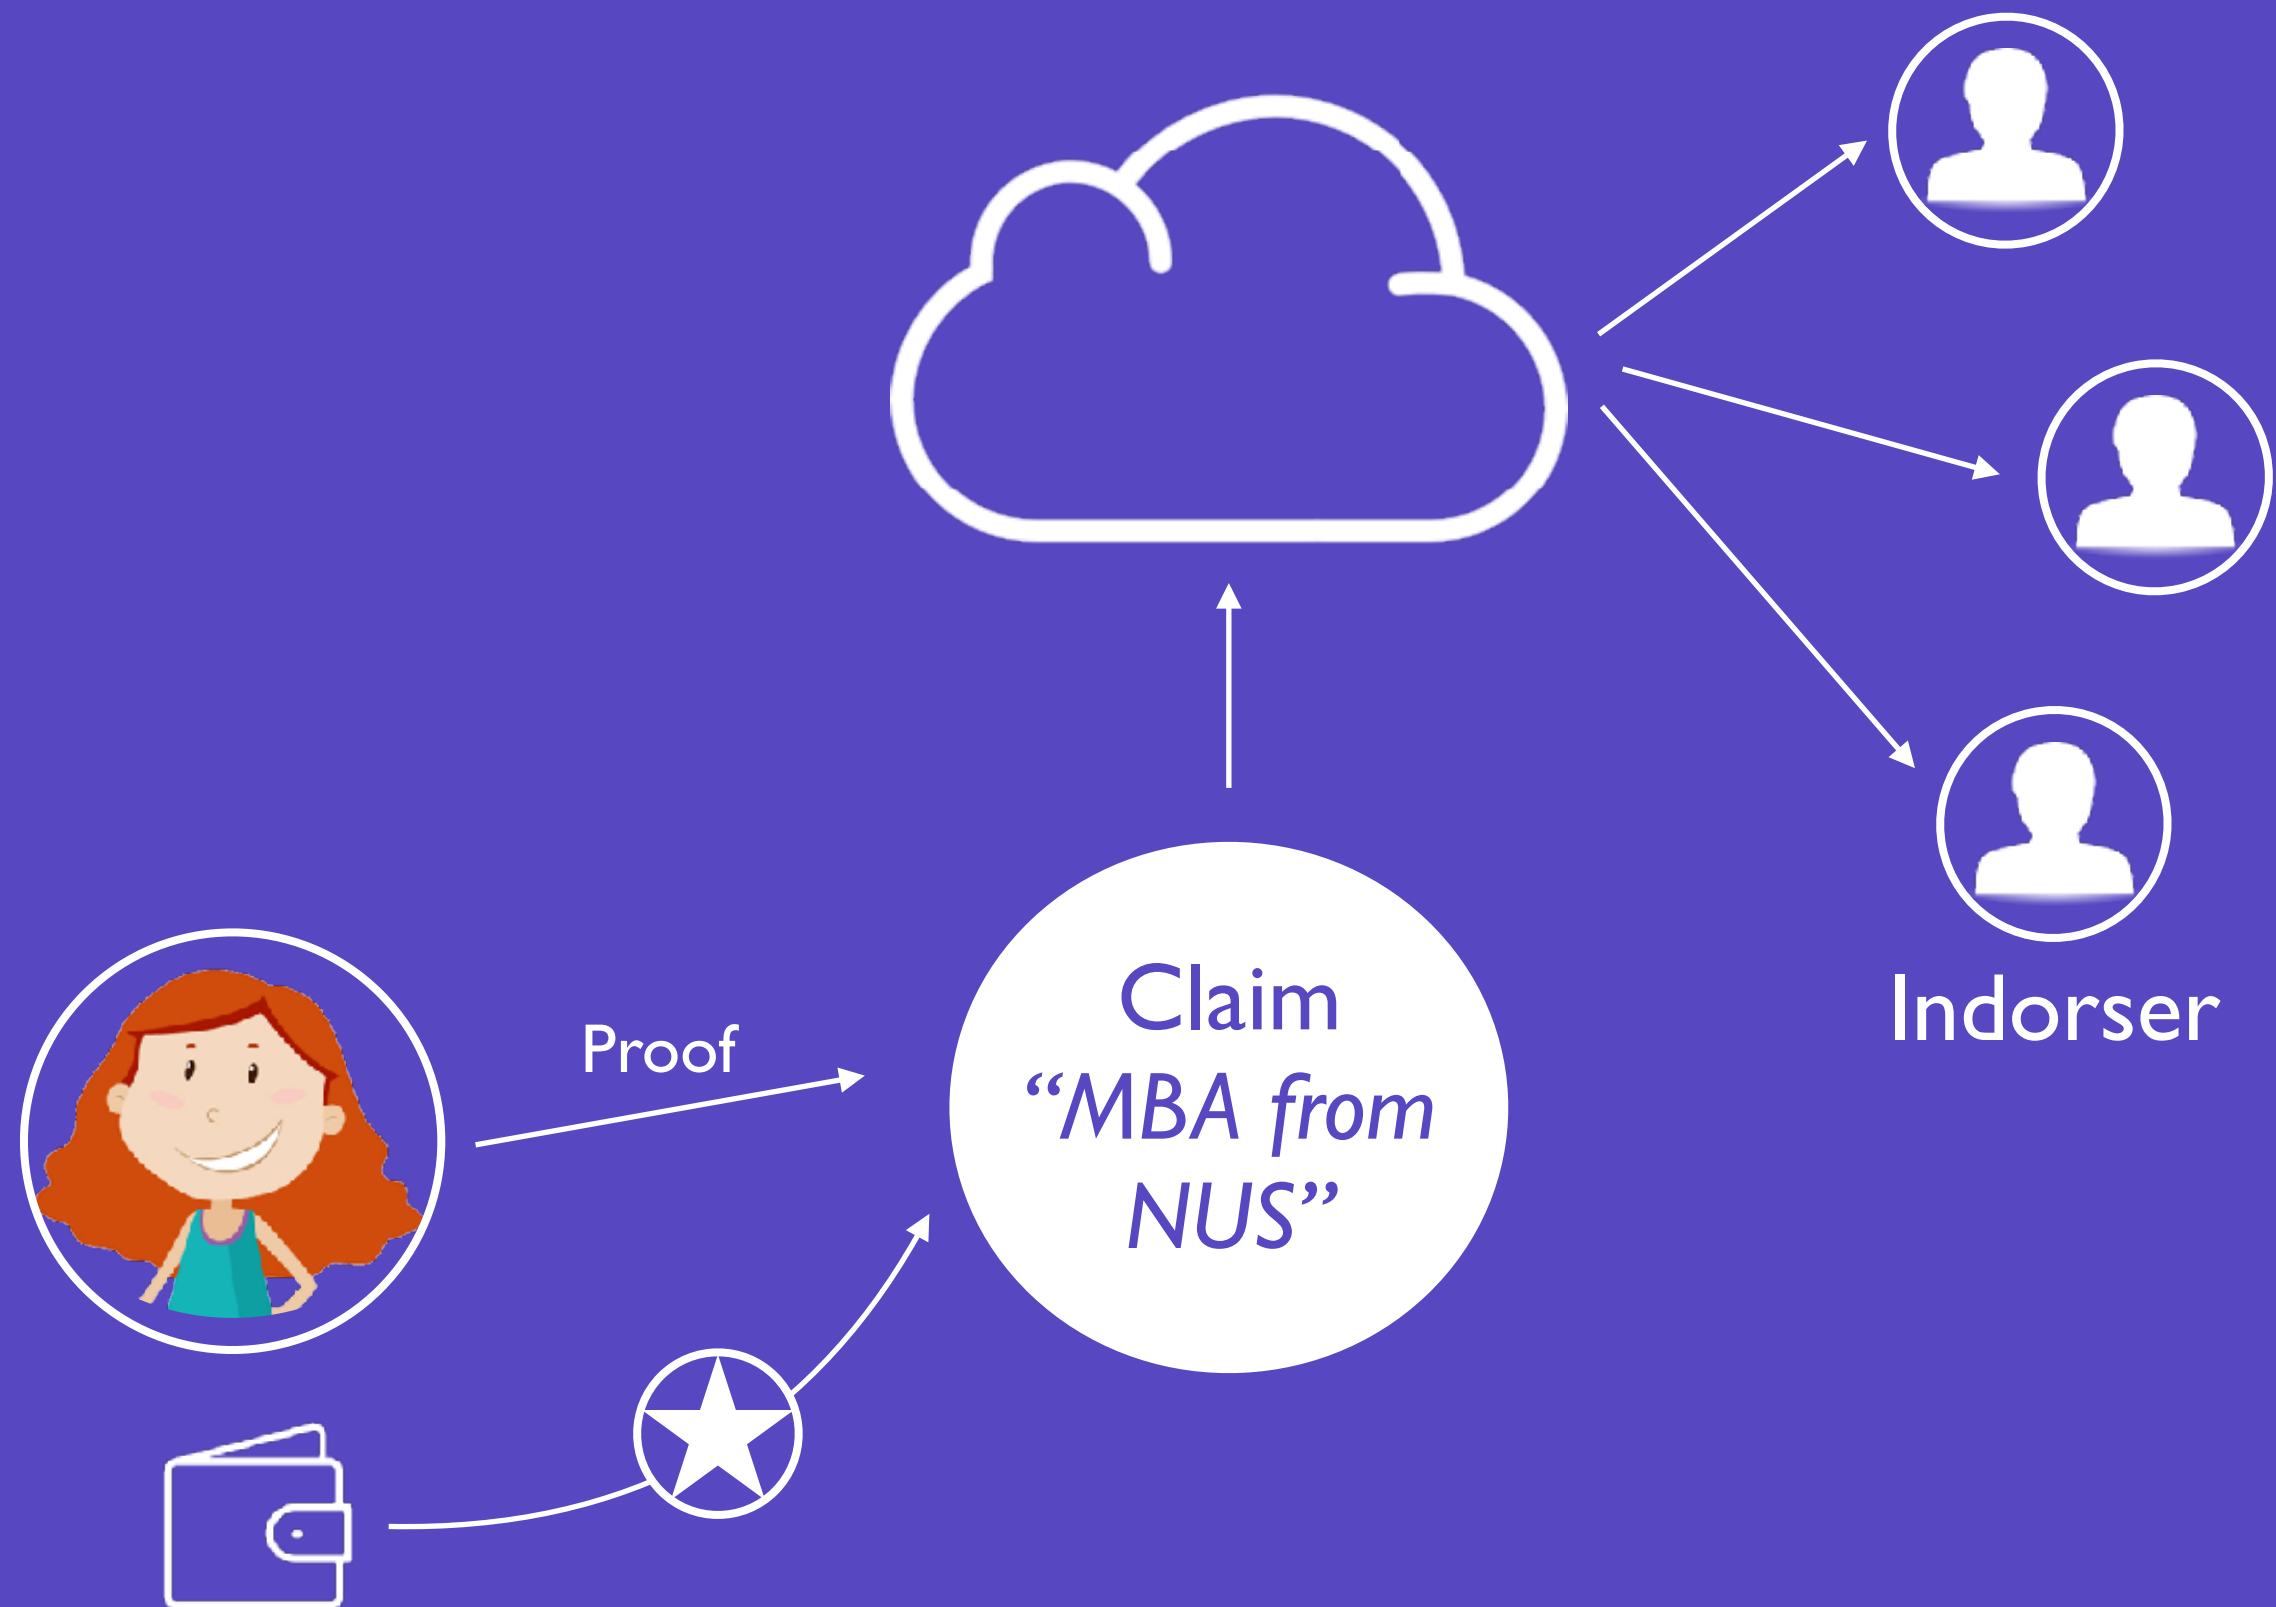 Proof
Claim
“MBA from
NUS”
Indorser